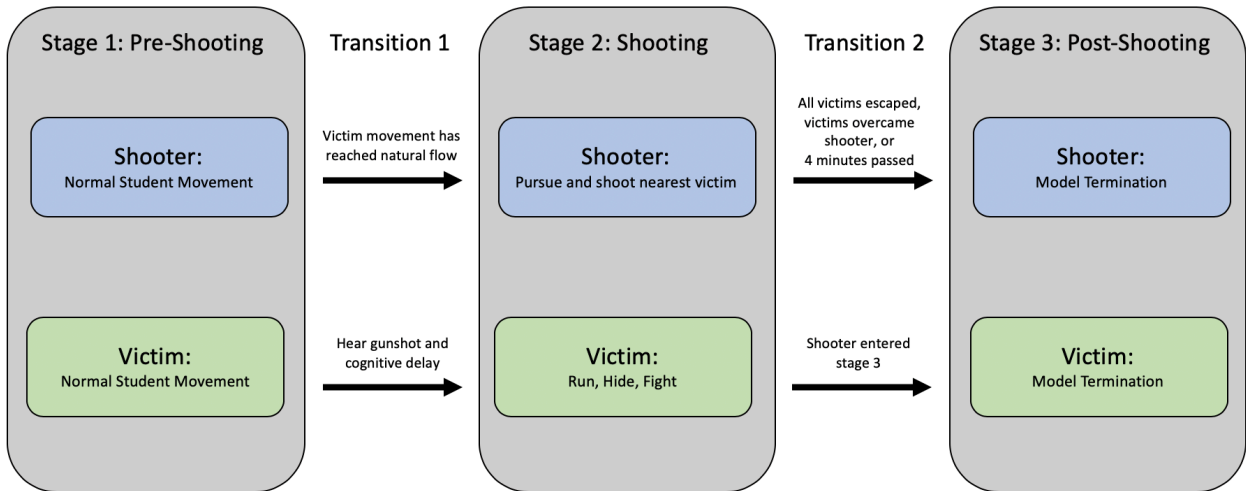 Stage 1: Pre-Shooting
Transition 1
Stage 2: Shooting
Transition 2
Stage 3: Post-Shooting
Shooter:
Normal Student Movement
Victim movement has
reached natural flow
Shooter:
Pursue and shoot nearest victim
All victims escaped,
victims overcame
shooter, or
4 minutes passed
Shooter:
Model Termination
Victim:
Normal Student Movement
Hear gunshot and
cognitive delay
Victim:
Run, Hide, Fight
Shooter entered
stage 3
Victim:
Model Termination